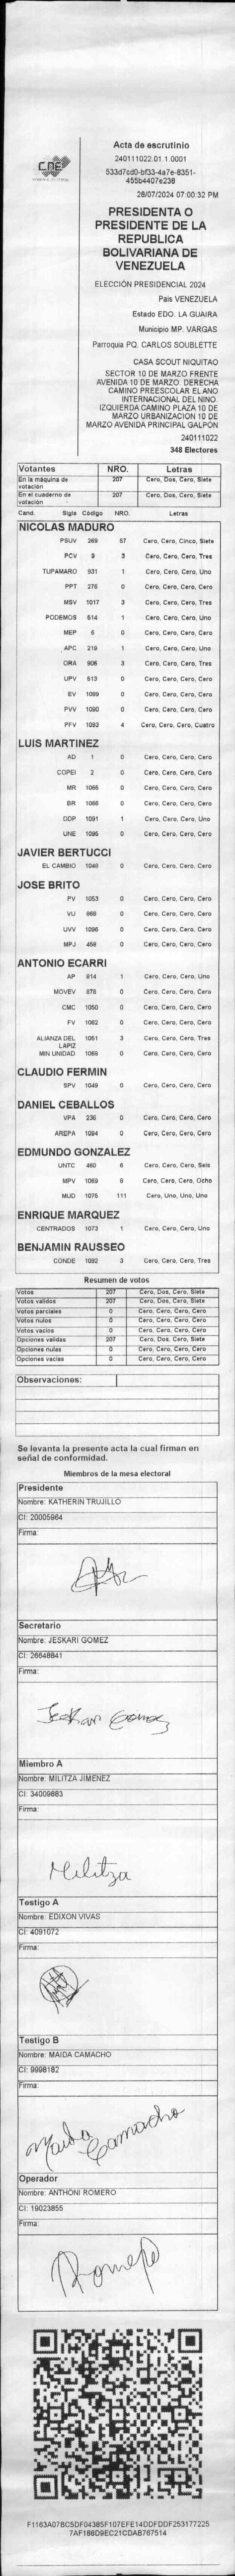 CNE
Acta de escrutinio
240111022.01.1.0001
533d7cd0-bf33-4a7e-8351-
455b4407e238
28/07/2024 07:00:32 PM
PRESIDENTA O
PRESIDENTE DE LA
REPUBLICA
BOLIVARIANA DE
VENEZUELA
ELECCIÓN PRESIDENCIAL 2024
Pais VENEZUELA
Estado EDO. LA GUAIRA
Municipio MP. VARGAS
Parroquia PQ. CARLOS SOUBLETTE
CASA SCOUT NIQUITAO
SECTOR 10 DE MARZO FRENTE
AVENIDA 10 DE MARZO. DERECHA
CAMINO PREESCOLAR ELANO
INTERNACIONAL DEL NINO.
IZQUIERDA CAMINO PLAZA 10 DE
MARZO URBANIZACION 10 DE
MARZO AVENIDA PRINCIPAL GALPON
240111022
348 Electores
Votantes NRO. Letras
En la máquina de votación 207 Cero, Dos, Cero, Siete
En el cuaderno de votación 207 Cero, Dos, Cero, Siete
Cand. Sigla Código NRO. Letras
NICOLAS MADURO
PSUV 269 57 Cero, Cero, Cinco, Siete
PCV 9 3 Cero, Cero, Cero, Tres
TUPAMARO 931 1 Cero, Cero, Cero, Uno
PPT 276 0 Cero, Cero, Cero, Cero
MSV 1017 3 Cero, Cero, Cero, Tres
PODEMOS 514 1 Cero, Cero, Cero, Uno
MEP 6 0 Cero, Cero, Cero, Cero
APC 219 1 Cero, Cero, Cero, Uno
ORA 906 3 Cero, Cero, Cero, Tres
UPV 513 0 Cero, Cero, Cero, Cero
EV 1099 0 Cero, Cero, Cero, Cero
PVV 1090 0 Cero, Cero, Cero, Cero
PFV 1093 4 Cero, Cero, Cero, Cuatro
LUIS MARTINEZ
AD 1 0 Cero, Cero, Cero, Cero
COPEI 2 0 Cero, Cero, Cero, Cero
MR 1065 0 Cero, Cero, Cero, Cero
BR 1066 0 Cero, Cero, Cero, Cero
DDP 1091 1 Cero, Cero, Cero, Uno
UNE 1095 0 Cero, Cero, Cero, Cero
JAVIER BERTUCCI
EL CAMBIO 1048 0 Cero, Cero, Cero, Cero
JOSE BRITO
PV 1053 0 Cero, Cero, Cero, Cero
VU 868 0 Cero, Cero, Cero, Cero
UVV 1096 0 Cero, Cero, Cero, Cero
MPJ 458 0 Cero, Cero, Cero, Cero
ANTONIO ECARRI
AP 814 1 Cero, Cero, Cero, Uno
MOVEV 876 0 Cero, Cero, Cero, Cero
CMC 1050 0 Cero, Cero, Cero, Cero
FV 1062 0 Cero, Cero, Cero, Cero
ALIANZA DEL LAPIZ 1051 3 Cero, Cero, Cero, Tres
MIN UNIDAD 1068 0 Cero, Cero, Cero, Cero
CLAUDIO FERMIN
SPV 1049 0 Cero, Cero, Cero, Cero
DANIEL CEBALLOS
VPA 236 0 Cero, Cero, Cero, Cero
AREPA 1094 0 Cero, Cero, Cero, Cero
EDMUNDO GONZALEZ
UNTC 460 6 Cero, Cero, Cero, Seis
MPV 1069 8 Cero, Cero, Cero, Ocho
MUD 1075 111 Cero, Uno, Uno, Uno
ENRIQUE MARQUEZ
CENTRADOS 1073 1 Cero, Cero, Cero, Uno
BENJAMIN RAUSSEO
CONDE 1092 3 Cero, Cero, Cero, Tres
Resumen de votos
Votos 207 Cero, Dos, Cero, Siete
Votos validos 207 Cero, Dos, Cero, Siete
Votos parciales 0 Cero, Cero, Cero, Cero
Votos nulos 0 Cero, Cero, Cero, Cero
Votos vacios 0 Cero, Cero, Cero, Cero
Opciones validas 207 Cero, Dos, Cero, Siete
Opciones nulas 0 Cero, Cero, Cero, Cero
Opciones vacias 0 Cero, Cero, Cero, Cero
Observaciones:
Se levanta la presente acta la cual firman en
señal de conformidad.
Miembros de la mesa electoral
Presidente
Nombre: KATHERIN TRUJILLO
CI: 20005964
Firma:
Secretario
Nombre: JESKARI GOMEZ
CI: 26648841
Firma:
Jeskari Gomez
Miembro A
Nombre: MILITZA JIMENEZ
CI: 34009883
Firma:
Militza
Testigo A
Nombre: EDIXON VIVAS
CI: 4091072
Firma:
Testigo B
Nombre: MAIDA CAMACHO
CI: 9998182
Firma:
Maida Camacho
Operador
Nombre: ANTHONI ROMERO
CI: 19023855
Firma:
Romero
F1163A07BC5DF04385F107EFE14DDFDDF253177225
7AF188D9EC21CDAB767514